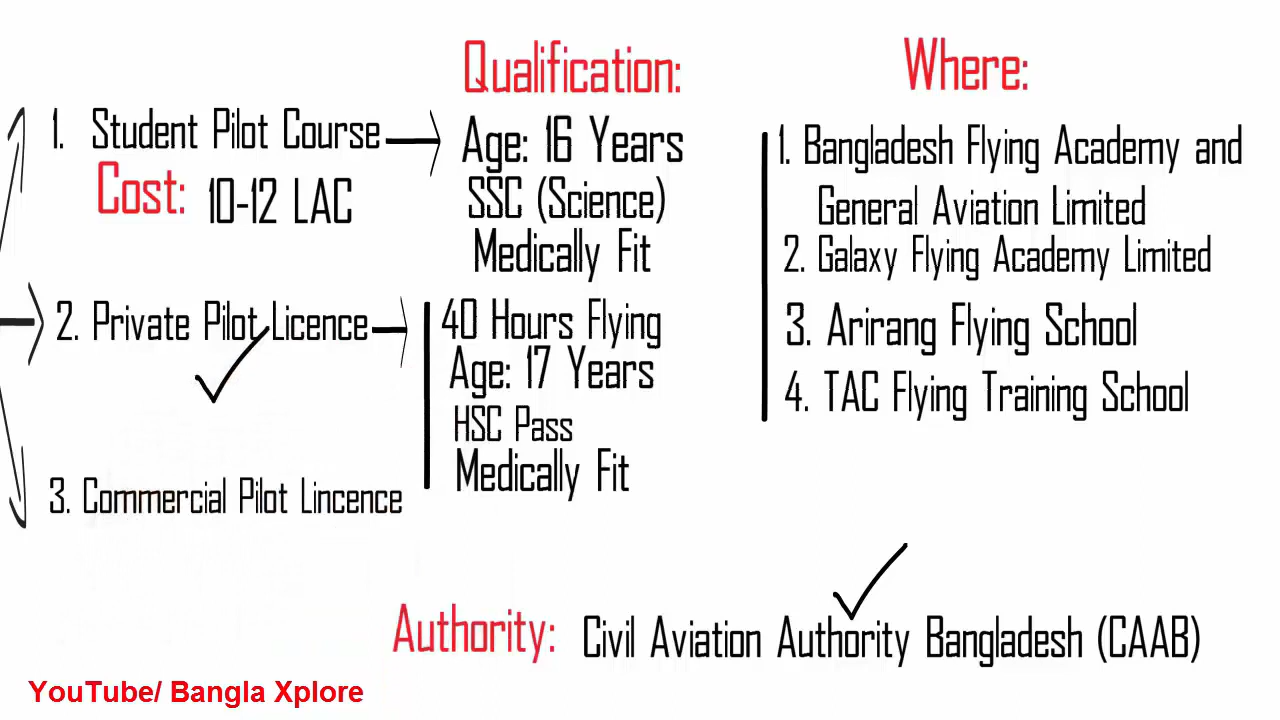 Qualification:
Where:
1. Student Pilot Course
Cost: 10-12 LAC
Age: 16 Years
SSC (Science)
Medically Fit
1. Bangladesh Flying Academy and
General Aviation Limited
2. Galaxy Flying Academy Limited
3. Arirang Flying School
4. TAC Flying Training School
2. Private Pilot Licence
40 Hours Flying
Age: 17 Years
HSC Pass
Medically Fit
3. Commercial Pilot Lincence
Authority: Civil Aviation Authority Bangladesh (CAAB)
YouTube/ Bangla Xplore